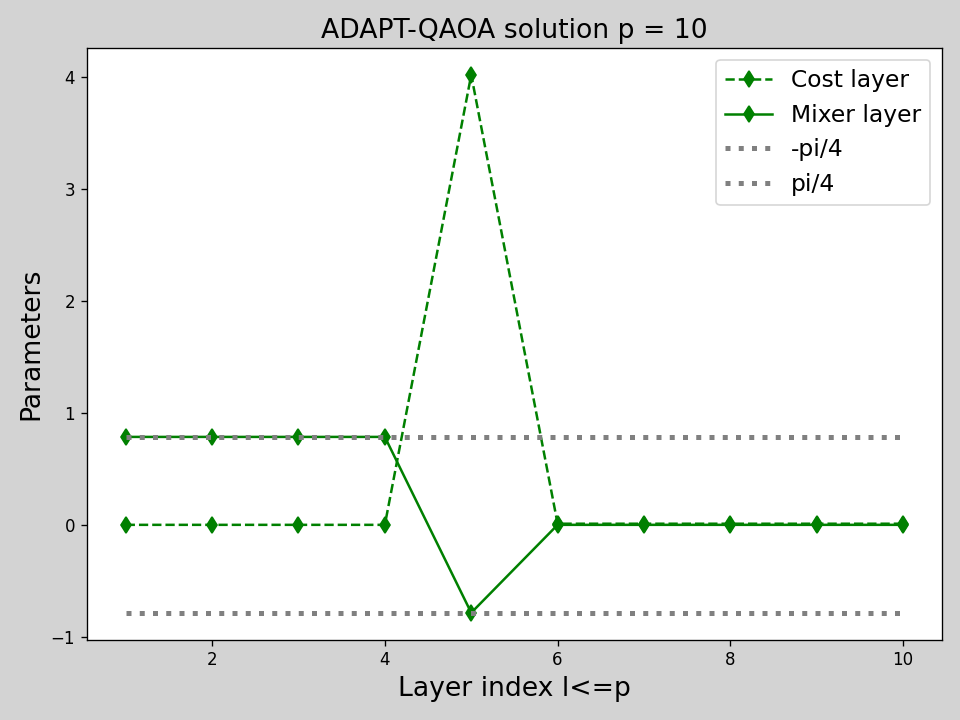 ADAPT-QAOA solution p = 10
Cost layer
Mixer layer
-pi/4
pi/4
Parameters
4
3
2
1
0
−1
2
4
6
8
10
Layer index l<=p